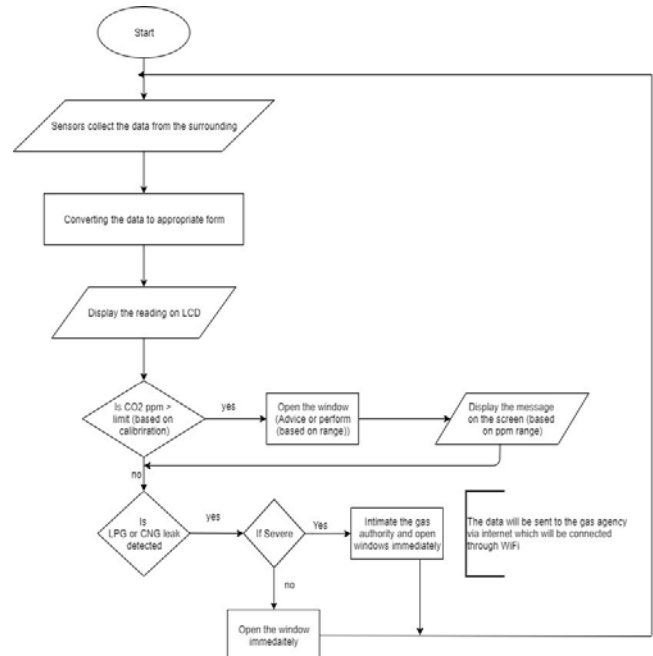 Start
Sensors collect the data from the surrounding
Converting the data to appropriate form
Display the reading on LCD
Is CO2 ppm >
limit (based on
calibriration)
yes
Open the window
(Advice or perform
(based on range))
Display the message
on the screen (based
on ppm range)
no
Is
LPG or CNG leak
detected
yes
If Severe
Yes
Intimate the gas
authority and open
windows immediately
The data will be sent to the gas agency
via internet which will be connected
through WiFi
no
Open the window
immedaitely